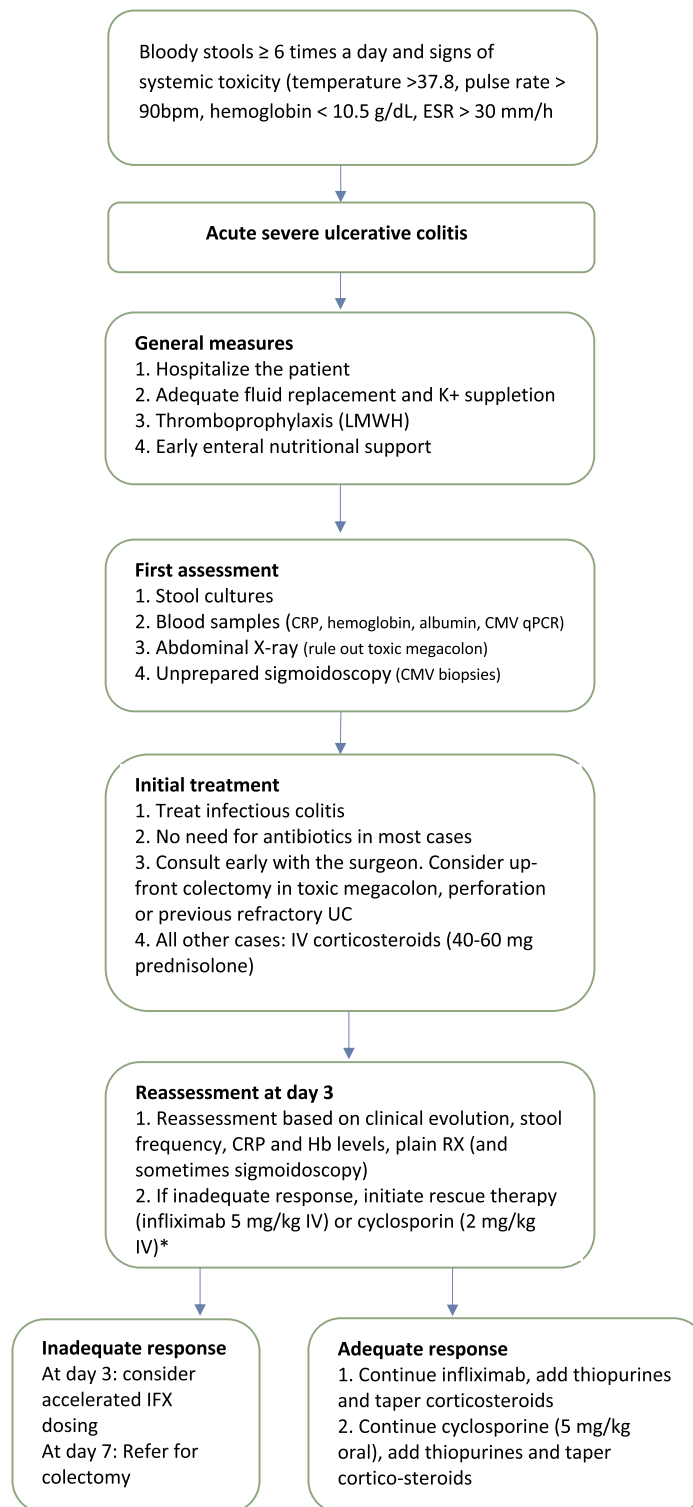 Bloody stools ≥ 6 times a day and signs of
systemic toxicity (temperature >37.8, pulse rate >
90bpm, hemoglobin < 10.5 g/dL, ESR > 30 mm/h
Acute severe ulcerative colitis
General measures
1. Hospitalize the patient
2. Adequate fluid replacement and K+ suppletion
3. Thromboprophylaxis (LMWH)
4. Early enteral nutritional support
First assessment
1. Stool cultures
2. Blood samples (CRP, hemoglobin, albumin, CMV qPCR)
3. Abdominal X-ray (rule out toxic megacolon)
4. Unprepared sigmoidoscopy (CMV biopsies)
Initial treatment
1. Treat infectious colitis
2. No need for antibiotics in most cases
3. Consult early with the surgeon. Consider up-
front colectomy in toxic megacolon, perforation
or previous refractory UC
4. All other cases: IV corticosteroids (40-60 mg
prednisolone)
Reassessment at day 3
1. Reassessment based on clinical evolution, stool
frequency, CRP and Hb levels, plain RX (and
sometimes sigmoidoscopy)
2. If inadequate response, initiate rescue therapy
(infliximab 5 mg/kg IV) or cyclosporin (2 mg/kg
IV)*
Inadequate response
At day 3: consider
accelerated IFX
dosing
At day 7: Refer for
colectomy
Adequate response
1. Continue infliximab, add thiopurines
and taper corticosteroids
2. Continue cyclosporine (5 mg/kg
oral), add thiopurines and taper
cortico-steroids